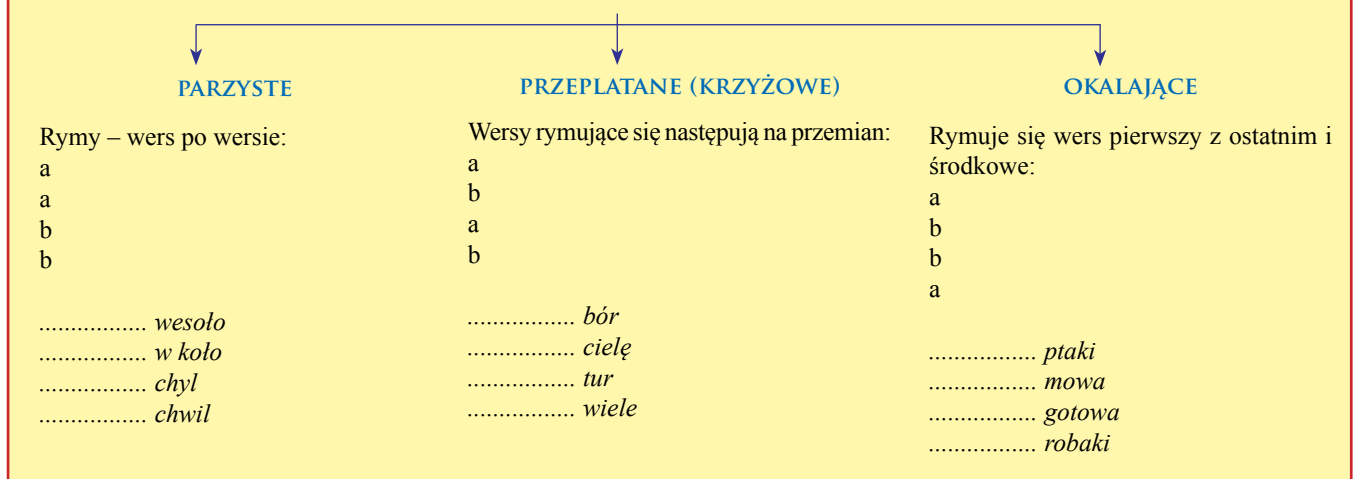 PARZYSTE
Rymy – wers po wersie:
a
a
b
b
................. wesoło
................. w koło
................. chyl
................. chwil
PRZEPLATANE (KRZYŻOWE)
Wersy rymujące się następują na przemian:
a
b
a
b
................. bór
................. cielę
................. tur
................. wiele
OKALAJĄCE
Rymuje się wers pierwszy z ostatnim i
środkowe:
a
b
b
a
................. ptaki
................. mowa
................. gotowa
................. robaki